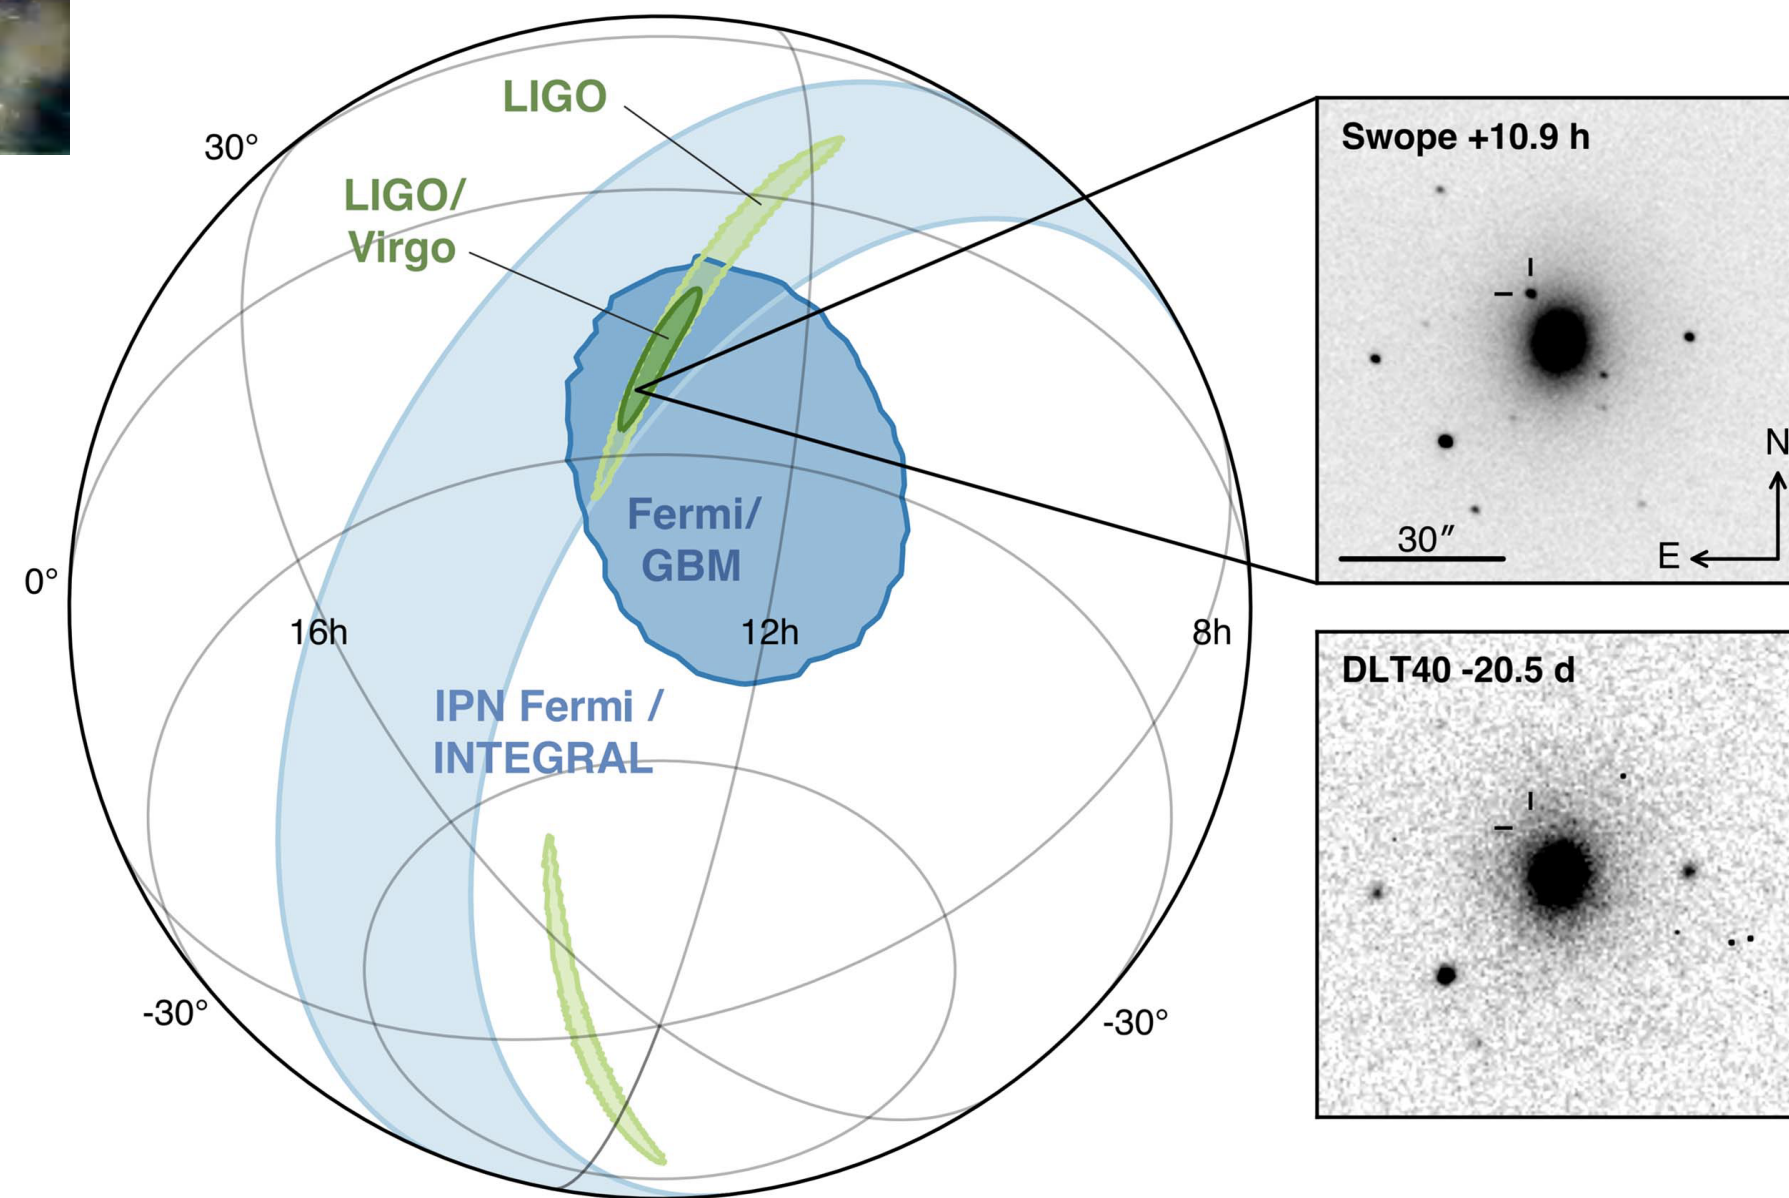 LIGO
30°
LIGO/
Virgo
0°
16h
12h
8h
Fermi/
GBM
IPN Fermi /
INTEGRAL
-30°
-30°
Swope +10.9 h
N
30″
E
DLT40 -20.5 d